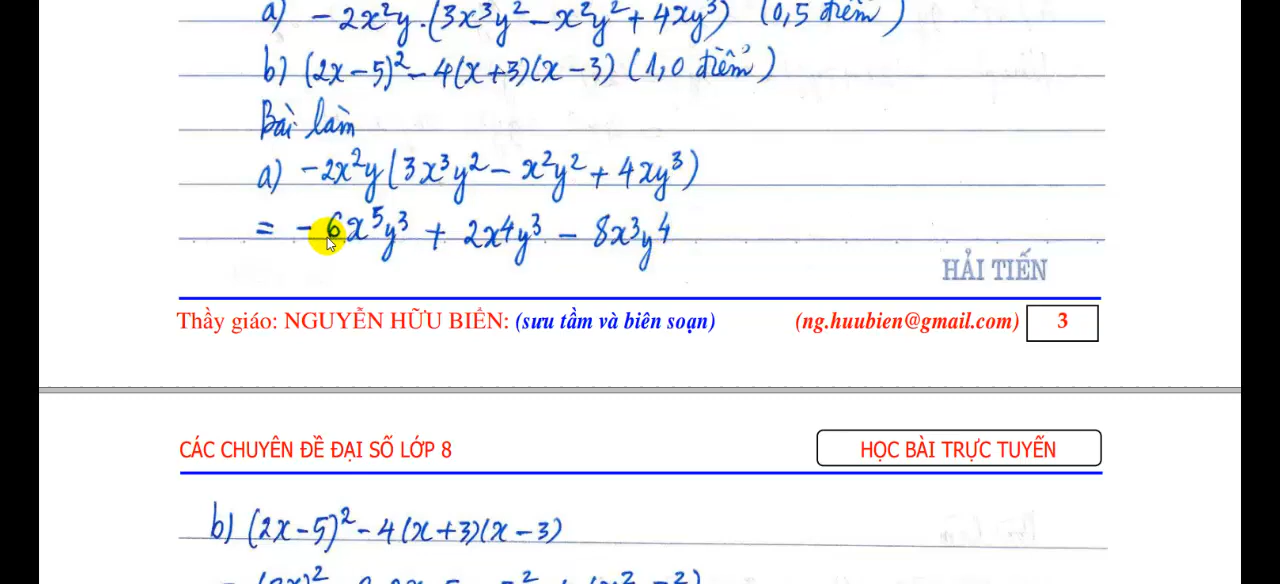 a) -2x²y.(3x³y² - x²y² + 4xy³) (0,5 điểm)
b) (2x-5)² - 4(x+3)(x-3) (1,0 điểm)
Bài làm
a) -2x²y(3x³y² - x²y² + 4xy³)
= -6x⁵y³ + 2x⁴y³ - 8x³y⁴
HẢI TIẾN
Thầy giáo: NGUYỄN HỮU BIỂN: (sưu tầm và biên soạn) (ng.huubien@gmail.com) 3
CÁC CHUYÊN ĐỀ ĐẠI SỐ LỚP 8 HỌC BÀI TRỰC TUYẾN
b) (2x-5)² - 4(x+3)(x-3)